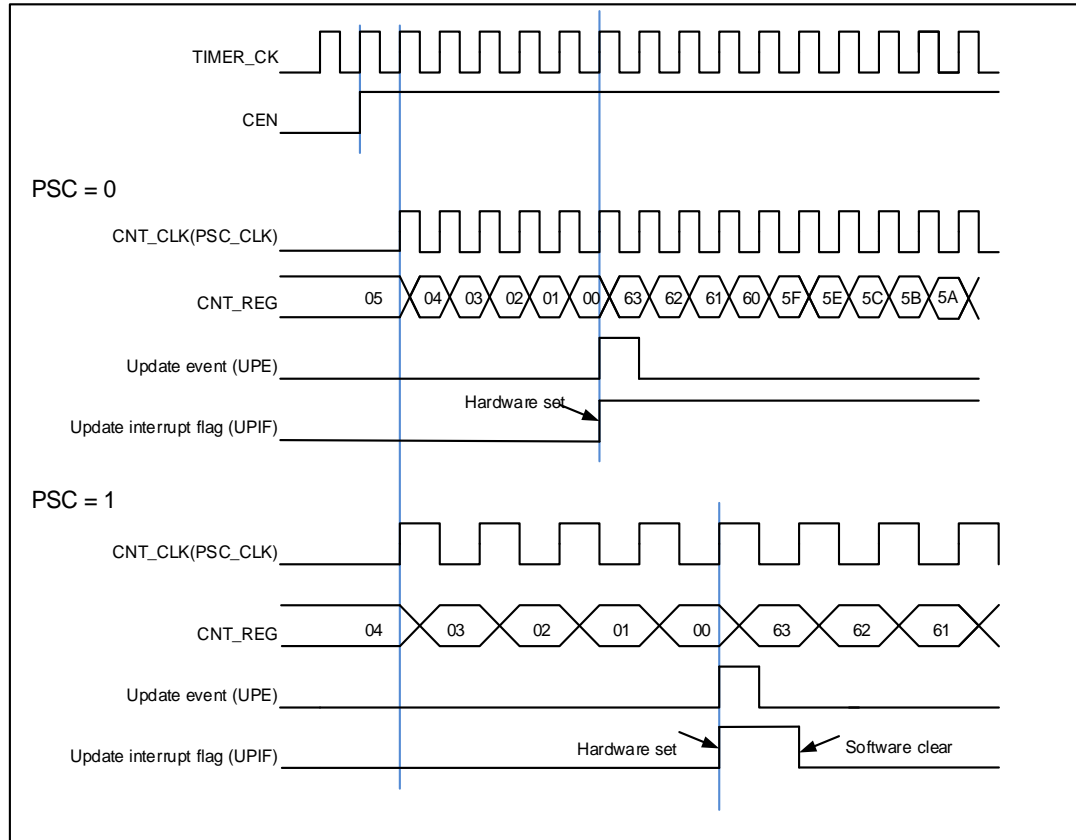 TIMER_CK
CEN
PSC = 0
CNT_CLK(PSC_CLK)
CNT_REG 05 04 03 02 01 00 63 62 61 60 5F 5E 5C 5B 5A
Update event (UPE)
Hardware set
Update interrupt flag (UPIF)
PSC = 1
CNT_CLK(PSC_CLK)
CNT_REG 04 03 02 01 00 63 62 61
Update event (UPE)
Update interrupt flag (UPIF) Hardware set Software clear